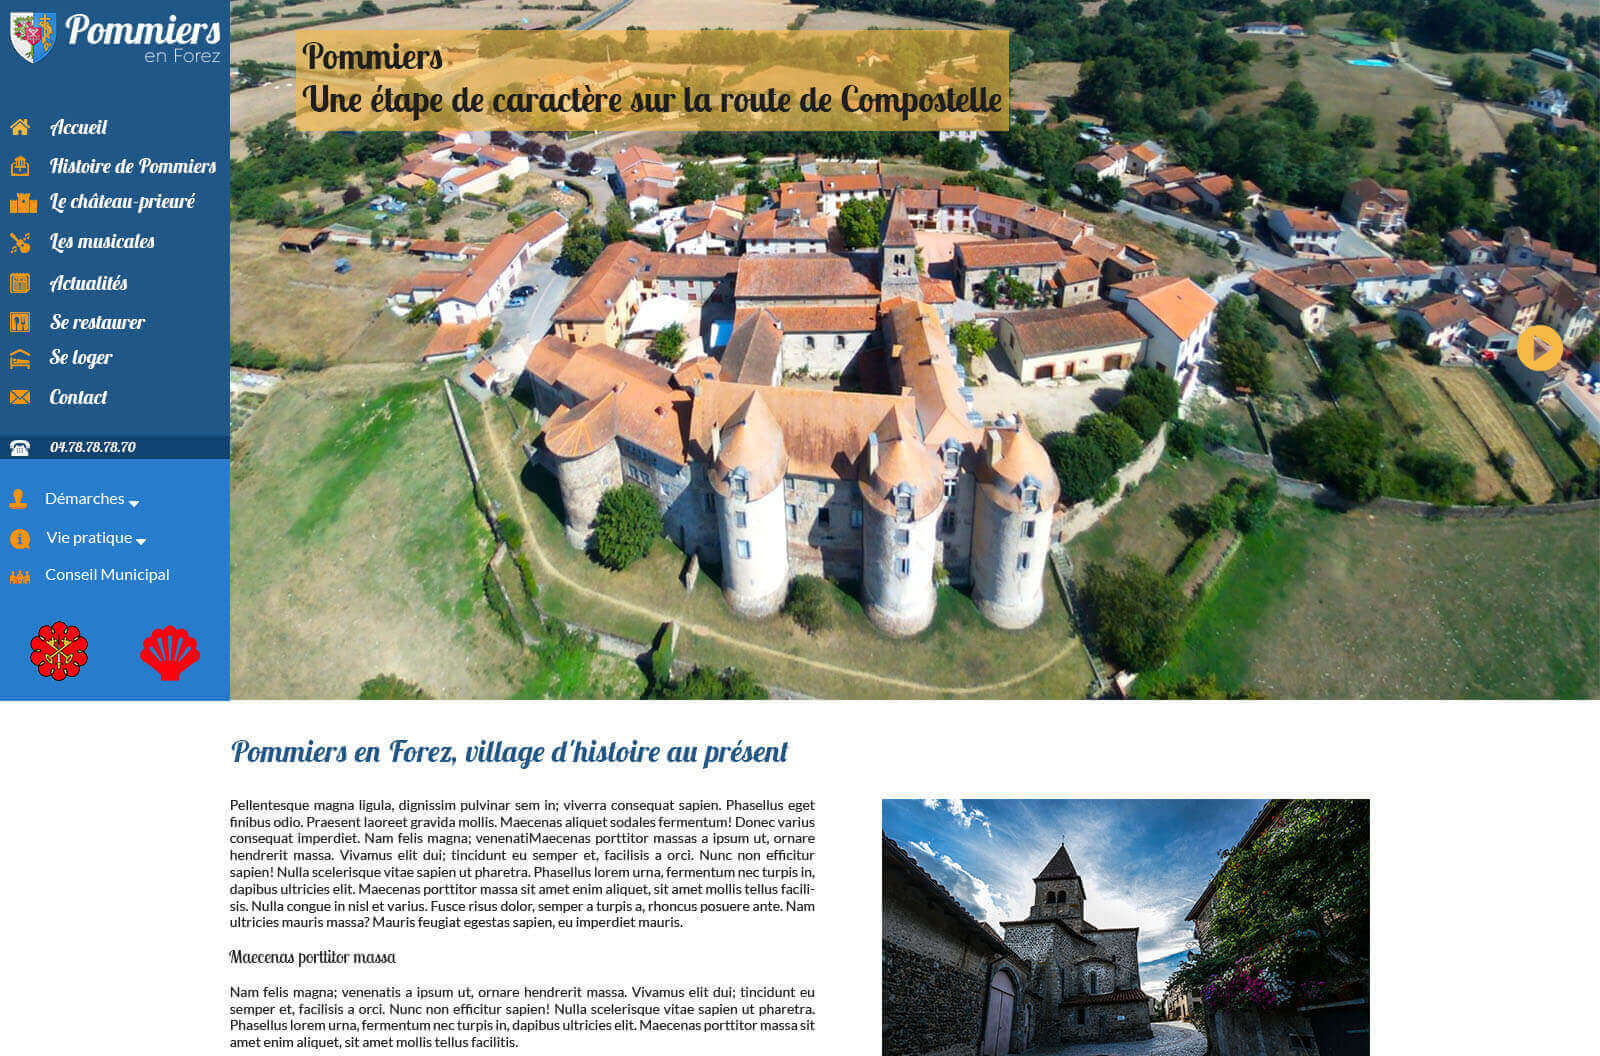 Pommiers
en Forez
Accueil
Histoire de Pommiers
Le château-prieuré
Les musicales
Actualités
Se restaurer
Se loger
Contact
04.78.78.78.70
Démarches
Vie pratique
Conseil Municipal
Pommiers
Une étape de caractère sur la route de Compostelle
Pommiers en Forez, village d'histoire au présent
Pellentesque magna ligula, dignissim pulvinar sem in; viverra consequat sapien. Phasellus eget
finibus odio. Praesent laoreet gravida mollis. Maecenas aliquet sodales fermentum! Donec varius
consequat imperdiet. Nam felis magna; venenatiMaecenas porttitor massas a ipsum ut, ornare
hendrerit massa. Vivamus elit dui; tincidunt eu semper et, facilisis a orci. Nunc non efficitur
sapien! Nulla scelerisque vitae sapien ut pharetra. Phasellus lorem urna, fermentum nec turpis in,
dapibus ultricies elit. Maecenas porttitor massa sit amet enim aliquet, sit amet mollis tellus facili-
sis. Nulla congue in nisl et varius. Fusce risus dolor, semper a turpis a, rhoncus posuere ante. Nam
ultricies mauris massa? Mauris feugiat egestas sapien, eu imperdiet mauris.
Maecenas porttitor massa
Nam felis magna; venenatis a ipsum ut, ornare hendrerit massa. Vivamus elit dui; tincidunt eu
semper et, facilisis a orci. Nunc non efficitur sapien! Nulla scelerisque vitae sapien ut pharetra.
Phasellus lorem urna, fermentum nec turpis in, dapibus ultricies elit. Maecenas porttitor massa sit
amet enim aliquet, sit amet mollis tellus facilitis.